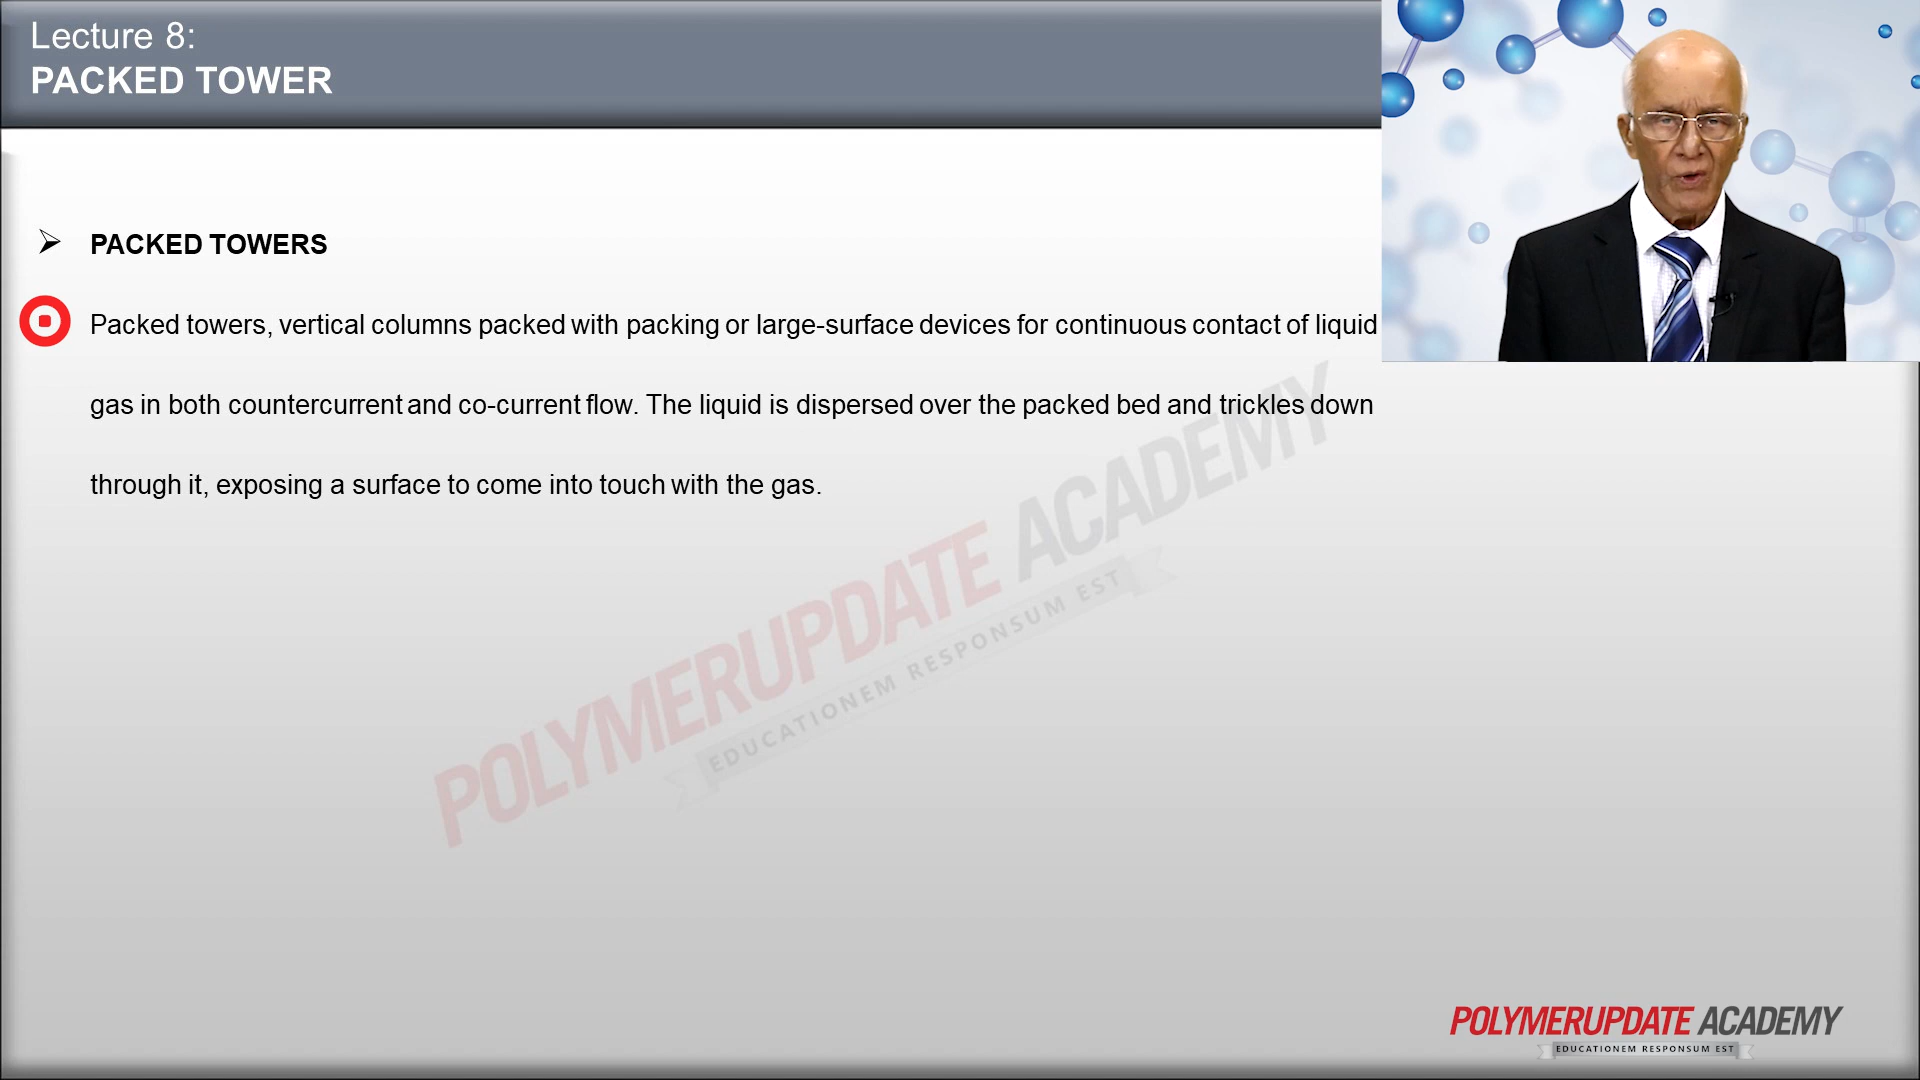 Lecture 8:
PACKED TOWER
PACKED TOWERS
Packed towers, vertical columns packed with packing or large-surface devices for continuous contact of liquid
gas in both countercurrent and co-current flow. The liquid is dispersed over the packed bed and trickles down
through it, exposing a surface to come into touch with the gas.
POLYMERUPDATE ACADEMY
EDUCATIONEM RESPONSUM EST
POLYMERUPDATE ACADEMY
EDUCATIONEM RESPONSUM EST